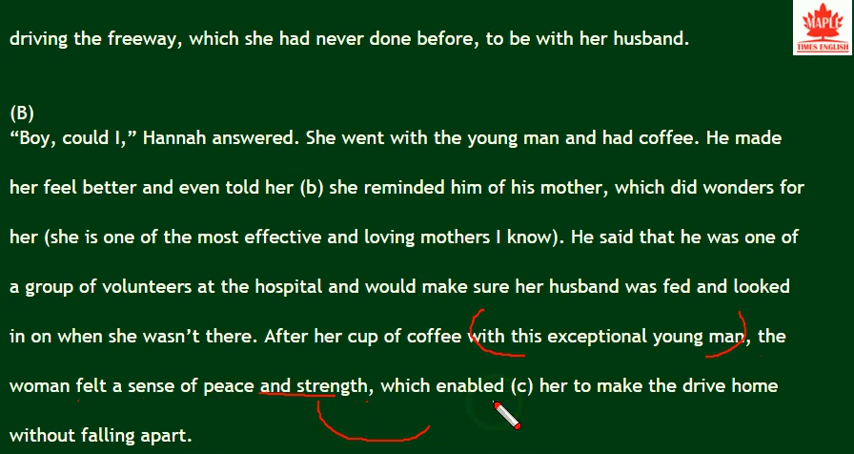 MAPLE
TIMES ENGLISH
driving the freeway, which she had never done before, to be with her husband.
(B)
“Boy, could I,” Hannah answered. She went with the young man and had coffee. He made
her feel better and even told her (b) she reminded him of his mother, which did wonders for
her (she is one of the most effective and loving mothers I know). He said that he was one of
a group of volunteers at the hospital and would make sure her husband was fed and looked
in on when she wasn’t there. After her cup of coffee with this exceptional young man, the
woman felt a sense of peace and strength, which enabled (c) her to make the drive home
without falling apart.